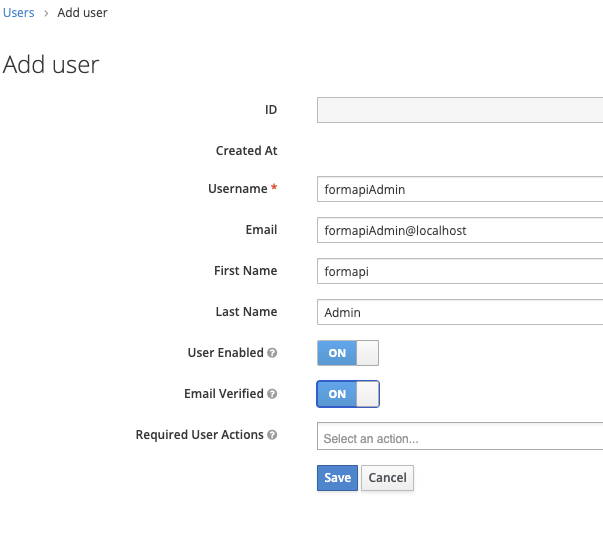 Users > Add user
Add user
ID
Created At
Username *
formapiAdmin
Email
formapiAdmin@localhost
First Name
formapi
Last Name
Admin
User Enabled ?
ON
Email Verified ?
ON
Required User Actions ?
Select an action...
Save Cancel